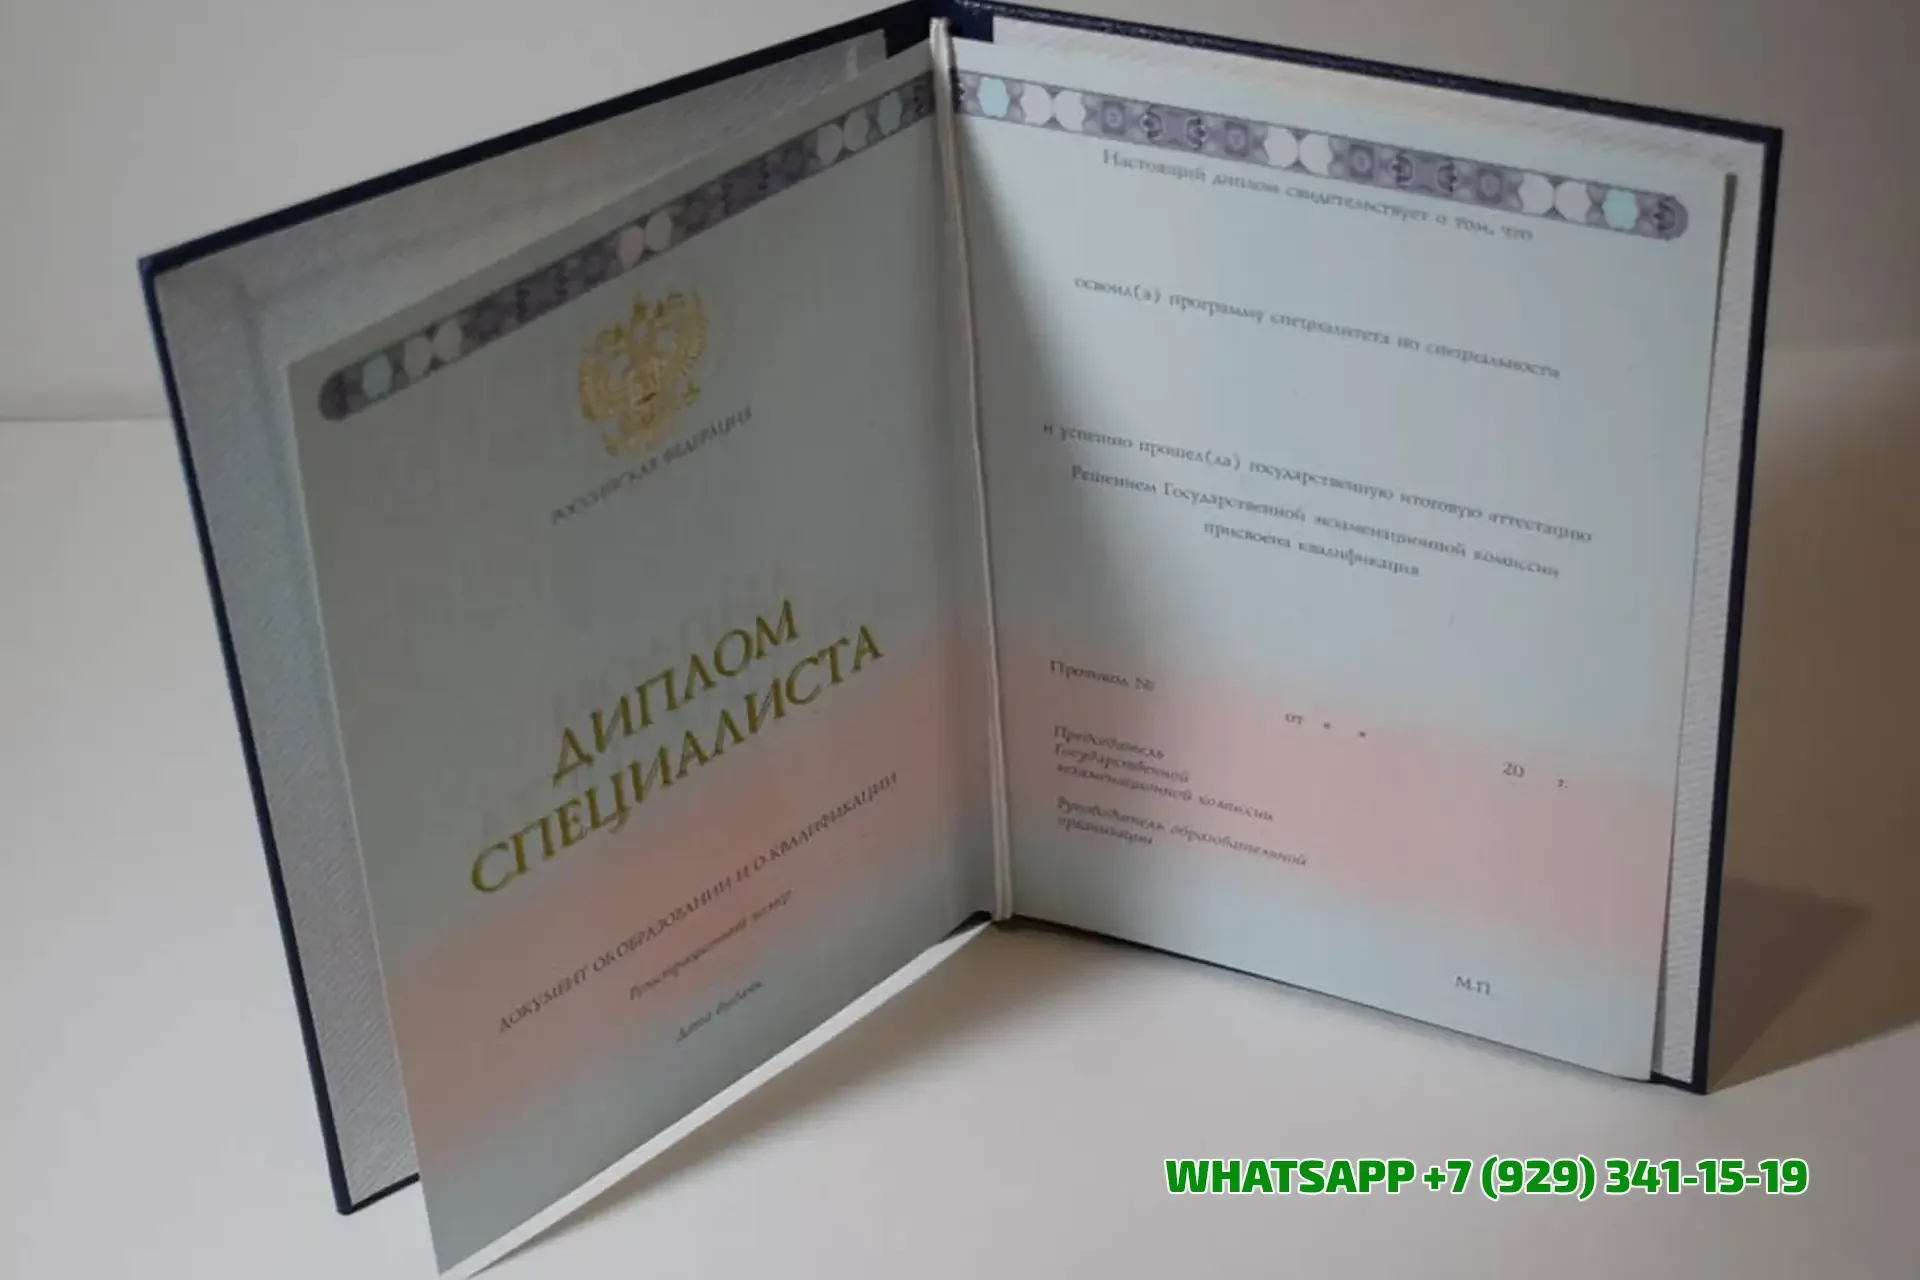 РОССИЙСКАЯ ФЕДЕРАЦИЯ
ДИПЛОМ
СПЕЦИАЛИСТА
ДОКУМЕНТ ОБ ОБРАЗОВАНИИ И О КВАЛИФИКАЦИИ
Регистрационный номер
Дата выдачи
Настоящий диплом свидетельствует о том, что
освоил(а) программу специалитета по специальности
и успешно прошел(ла) государственную итоговую аттестацию
Решением Государственной экзаменационной комиссии
присвоена квалификация
Протокол №
от « »
20 г.
Председатель
Государственной
экзаменационной комиссии
Руководитель образовательной
организации
М.П.
WHATSAPP +7 (929) 341-15-19